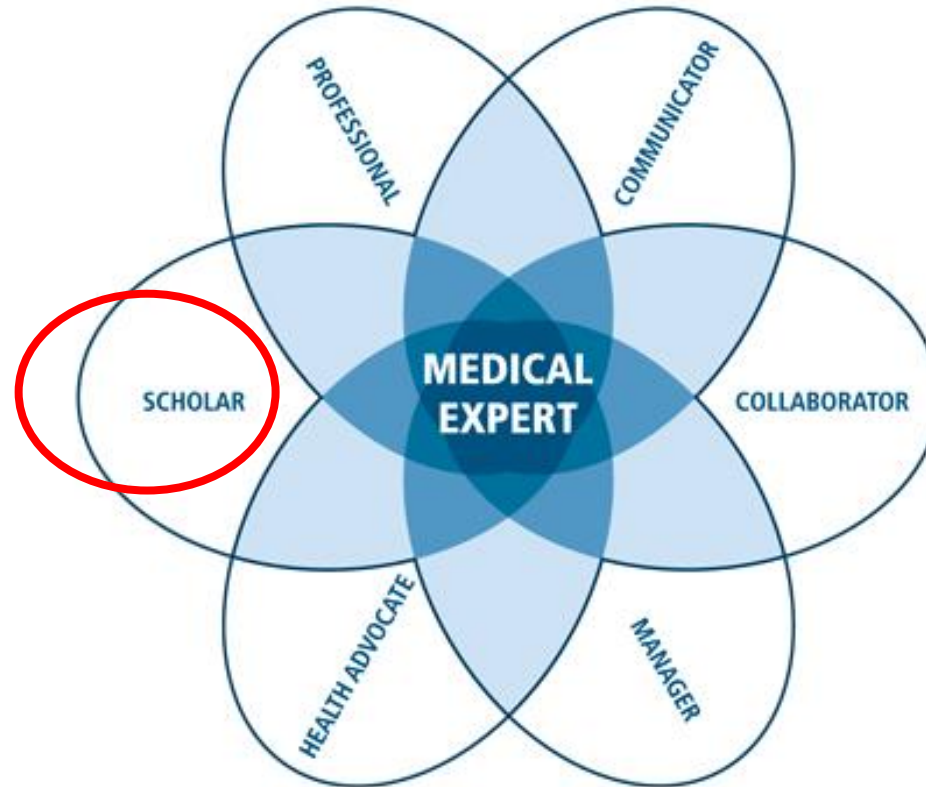 PROFESSIONAL
COMMUNICATOR
SCHOLAR
MEDICAL
EXPERT
COLLABORATOR
HEALTH ADVOCATE
MANAGER